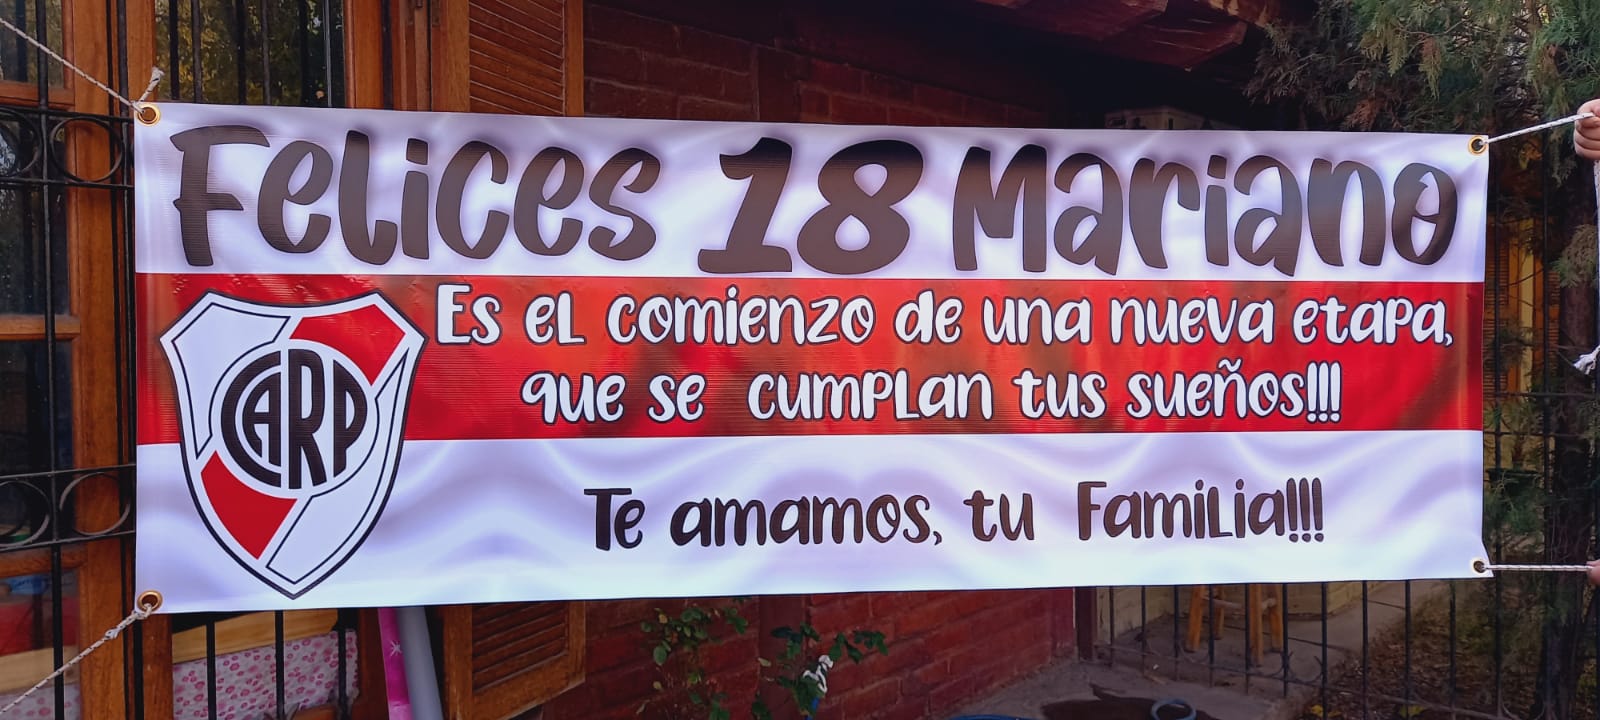 Felices 18 Mariano
Es el comienzo de una nueva etapa,
que se cumplan tus sueños!!!
CARP
Te amamos, tu Familia!!!